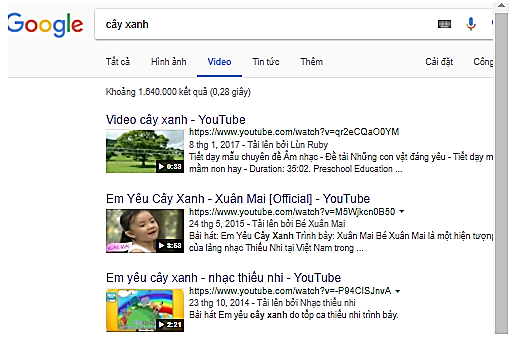 Google
cây xanh
Tất cả Hình ảnh Video Tin tức Thêm Cài đặt Công
Khoảng 1.640.000 kết quả (0,28 giây)
Video cây xanh - YouTube
https://www.youtube.com/watch?v=qr2eCQaO0YM
8 thg 1, 2017 - Tải lên bởi Lùn Ruby
Tiết dạy mẫu chuyên đề Âm nhạc - Đề tài Những con vật đáng yêu - Tiết dạy m
mầm non hay - Duration: 35:02. Preschool Education ...
0:38
Em Yêu Cây Xanh - Xuân Mai [Official] - YouTube
https://www.youtube.com/watch?v=M5Wjkcn0B50
24 thg 5, 2015 - Tải lên bởi Bé Xuân Mai
Bài hát: Em Yêu Cây Xanh Trình bày: Xuân Mai Bé Xuân Mai là một hiện tượng
của làng nhạc Thiếu Nhi tại Việt Nam trong ...
XUÂN MAI
3:53
Em yêu cây xanh - nhạc thiếu nhi - YouTube
https://www.youtube.com/watch?v=-P94CISJnvA
23 thg 10, 2014 - Tải lên bởi Nhạc thiếu nhi
Bài hát Em yêu cây xanh do tốp ca thiếu nhi trình bày.
2:21